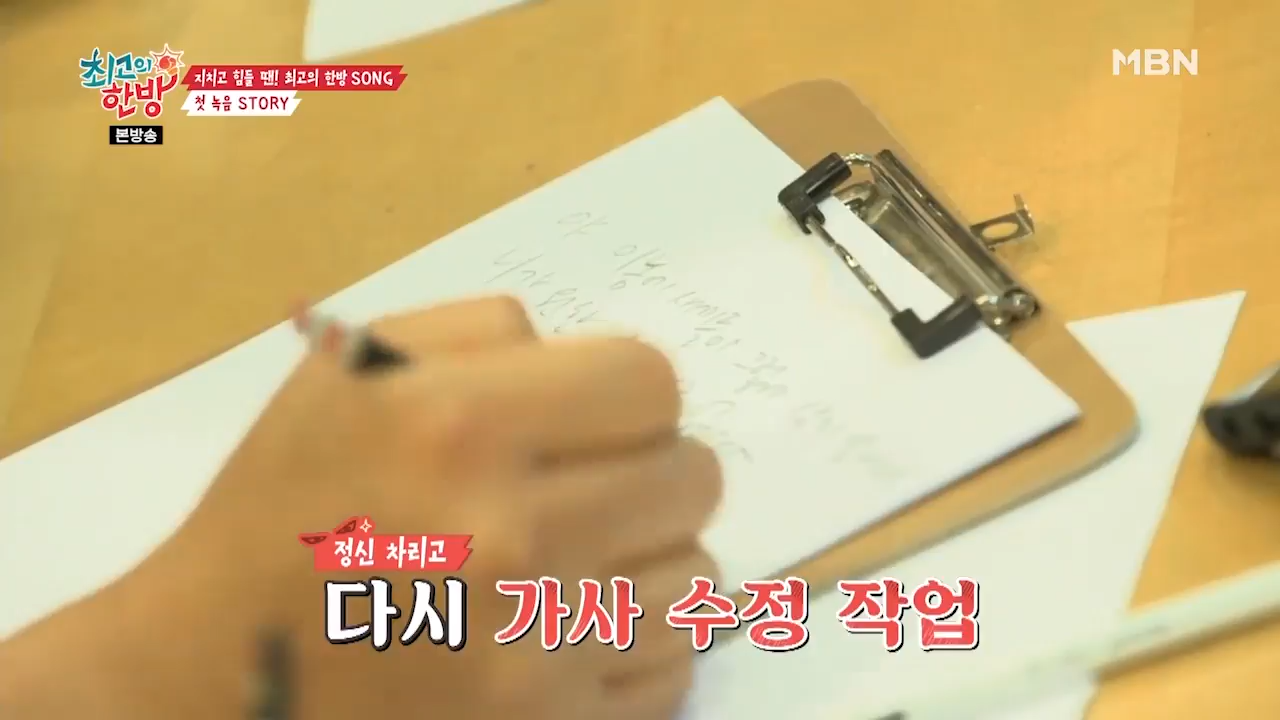 최고의 한방
지치고 힘들 땐! 최고의 한방 SONG
첫 녹음 STORY
본방송
MBN
정신 차리고
다시 가사 수정 작업